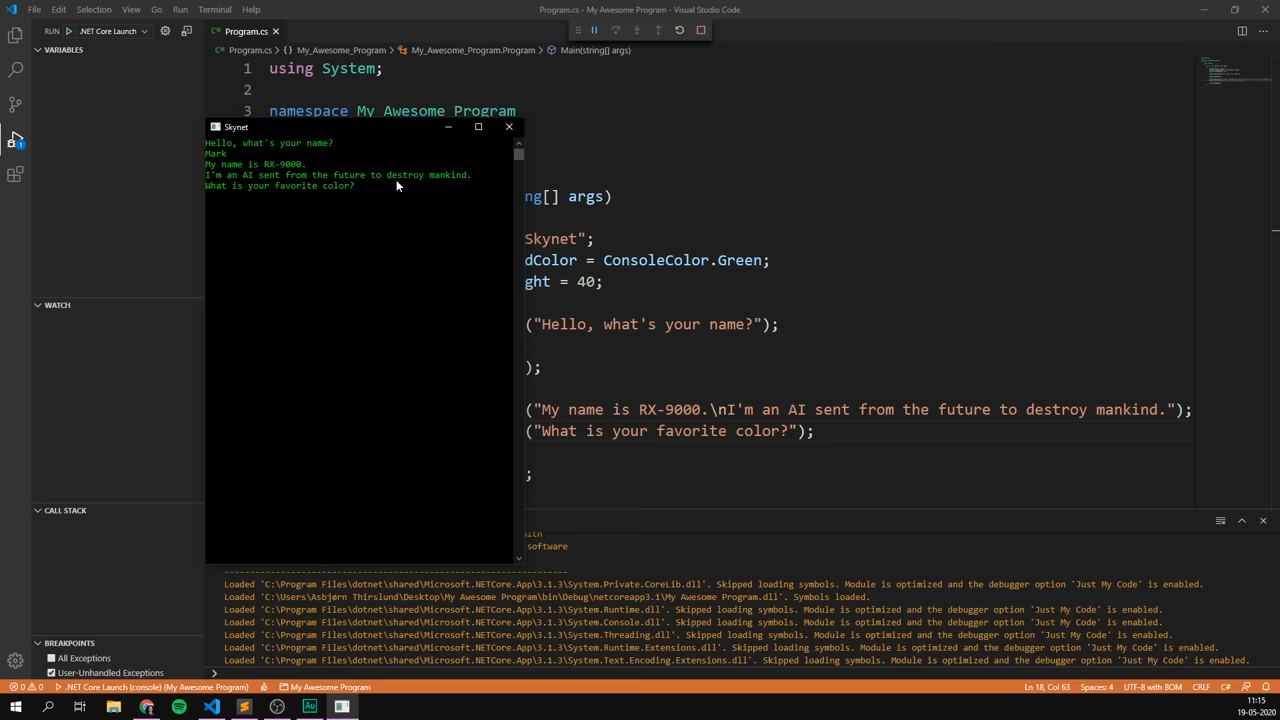 File Edit Selection View Go Run Terminal Help
Program.cs - My Awesome Program - Visual Studio Code
RUN .NET Core Launch
Program.cs
VARIABLES
Program.cs > {} My_Awesome_Program > My_Awesome_Program.Program > Main(string[] args)
1 using System;
2
3 namespace My_Awesome_Program
Skynet
Hello, what's your name?
Mark
My name is RX-9000.
I'm an AI sent from the future to destroy mankind.
What is your favorite color?
ng[] args)
Skynet";
dColor = ConsoleColor.Green;
ght = 40;
("Hello, what's your name?");
);
("My name is RX-9000.\nI'm an AI sent from the future to destroy mankind.");
("What is your favorite color?");
;
WATCH
CALL STACK
software
------------------------------------------------------------------
Loaded 'C:\Program Files\dotnet\shared\Microsoft.NETCore.App\3.1.3\System.Private.CoreLib.dll'. Skipped loading symbols. Module is optimized and the debugger option 'Just My Code' is enabled.
Loaded 'C:\Users\Asbjørn Thirslund\Desktop\My Awesome Program\bin\Debug\netcoreapp3.1\My Awesome Program.dll'. Symbols loaded.
Loaded 'C:\Program Files\dotnet\shared\Microsoft.NETCore.App\3.1.3\System.Runtime.dll'. Skipped loading symbols. Module is optimized and the debugger option 'Just My Code' is enabled.
Loaded 'C:\Program Files\dotnet\shared\Microsoft.NETCore.App\3.1.3\System.Console.dll'. Skipped loading symbols. Module is optimized and the debugger option 'Just My Code' is enabled.
Loaded 'C:\Program Files\dotnet\shared\Microsoft.NETCore.App\3.1.3\System.Threading.dll'. Skipped loading symbols. Module is optimized and the debugger option 'Just My Code' is enabled.
Loaded 'C:\Program Files\dotnet\shared\Microsoft.NETCore.App\3.1.3\System.Runtime.Extensions.dll'. Skipped loading symbols. Module is optimized and the debugger option 'Just My Code' is enabled.
Loaded 'C:\Program Files\dotnet\shared\Microsoft.NETCore.App\3.1.3\System.Text.Encoding.Extensions.dll'. Skipped loading symbols. Module is optimized and the debugger option 'Just My Code' is enabled.
BREAKPOINTS
All Exceptions
User-Unhandled Exceptions
1
0 0 .NET Core Launch (console) (My Awesome Program) My Awesome Program
Ln 18, Col 63 Spaces: 4 UTF-8 with BOM CRLF C#
Au
11:15
19-05-2020